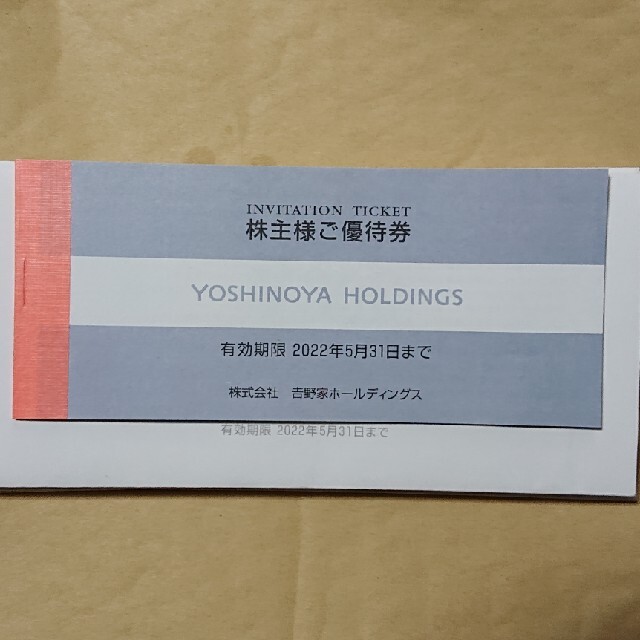 INVITATION TICKET
株主様ご優待券
YOSHINOYA HOLDINGS
有効期限 2022年5月31日まで
株式会社 𠮷野家ホールディングス
有効期限 2022年5月31日まで